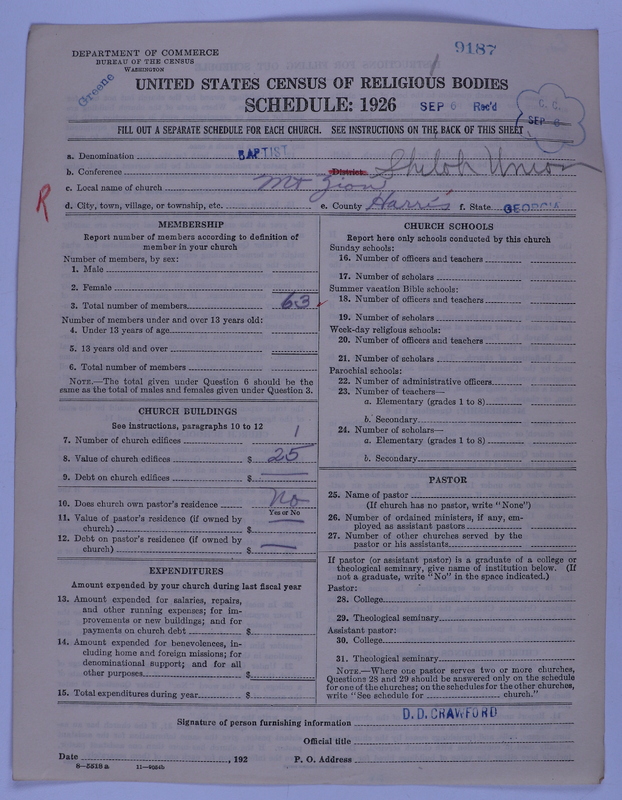 DEPARTMENT OF COMMERCE
BUREAU OF THE CENSUS
WASHINGTON
9187
Greene
UNITED STATES CENSUS OF RELIGIOUS BODIES
SCHEDULE: 1926
SEP 6 Rec'd
C. C.
SEP 6
FILL OUT A SEPARATE SCHEDULE FOR EACH CHURCH. SEE INSTRUCTIONS ON THE BACK OF THIS SHEET
a. Denomination BAPTIST
b. Conference District Shiloh Union
c. Local name of church Mt Zion
R
d. City, town, village, or township, etc. e. County Harris f. State GEORGIA
MEMBERSHIP
Report number of members according to definition of
member in your church
Number of members, by sex:
1. Male
2. Female
3. Total number of members 63
Number of members under and over 13 years old:
4. Under 13 years of age
5. 13 years old and over
6. Total number of members
NOTE.—The total given under Question 6 should be the
same as the total of males and females given under Question 3.
CHURCH BUILDINGS
See instructions, paragraphs 10 to 12
7. Number of church edifices 1
8. Value of church edifices $ 25
9. Debt on church edifices $
10. Does church own pastor's residence No
Yes or No
11. Value of pastor's residence (if owned by
church) $
12. Debt on pastor's residence (if owned by
church) $
EXPENDITURES
Amount expended by your church during last fiscal year
13. Amount expended for salaries, repairs,
and other running expenses; for im-
provements or new buildings; and for
payments on church debt $
14. Amount expended for benevolences, in-
cluding home and foreign missions; for
denominational support; and for all
other purposes $
15. Total expenditures during year $
CHURCH SCHOOLS
Report here only schools conducted by this church
Sunday schools:
16. Number of officers and teachers
17. Number of scholars
Summer vacation Bible schools:
18. Number of officers and teachers
19. Number of scholars
Week-day religious schools:
20. Number of officers and teachers
21. Number of scholars
Parochial schools:
22. Number of administrative officers
23. Number of teachers—
a. Elementary (grades 1 to 8)
b. Secondary
24. Number of scholars—
a. Elementary (grades 1 to 8)
b. Secondary
PASTOR
25. Name of pastor
(If church has no pastor, write "None")
26. Number of ordained ministers, if any, em-
ployed as assistant pastors
27. Number of other churches served by the
pastor or his assistants
If pastor (or assistant pastor) is a graduate of a college or
theological seminary, give name of institution below. (If
not a graduate, write "No" in the space indicated.)
Pastor:
28. College
29. Theological seminary
Assistant pastor:
30. College
31. Theological seminary
NOTE.—Where one pastor serves two or more churches,
Questions 28 and 29 should be answered only on the schedule
for one of the churches; on the schedules for the other churches,
write "See schedule for church."
Signature of person furnishing information D. D. CRAWFORD
Official title
Date , 192 P. O. Address
8-5518a